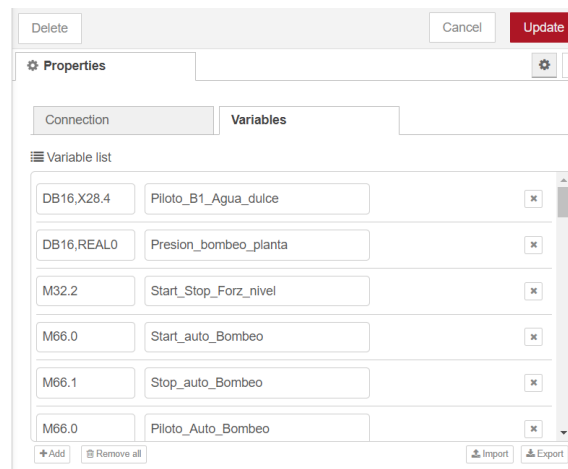 Delete Cancel Update
Properties
Connection Variables
Variable list
DB16,X28.4 Piloto_B1_Agua_dulce
DB16,REAL0 Presion_bombeo_planta
M32.2 Start_Stop_Forz_nivel
M66.0 Start_auto_Bombeo
M66.1 Stop_auto_Bombeo
M66.0 Piloto_Auto_Bombeo
+Add Remove all Import Export